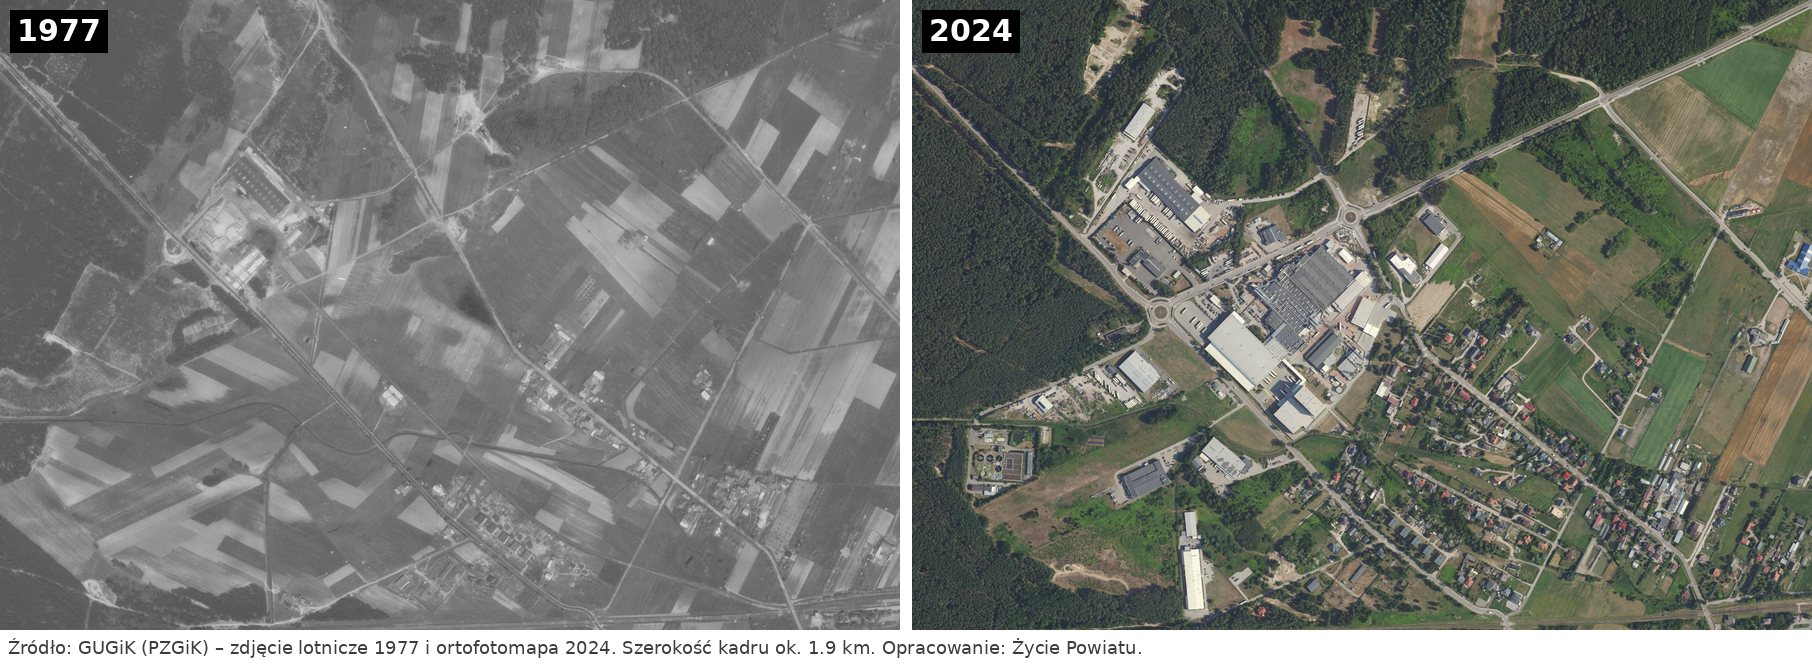 1977
2024
Źródło: GUGiK (PZGiK) – zdjęcie lotnicze 1977 i ortofotomapa 2024. Szerokość kadru ok. 1.9 km. Opracowanie: Życie Powiatu.